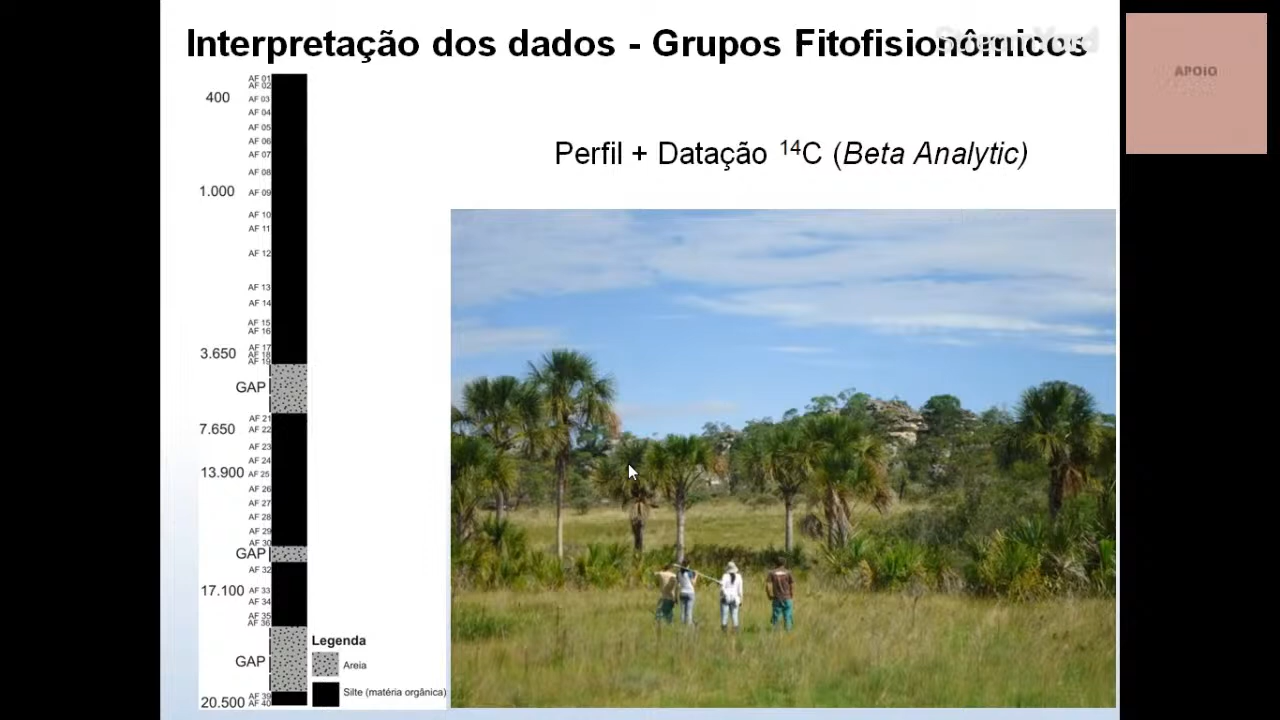 Interpretação dos dados - Grupos Fitofisionômicos
APOIO
Perfil + Datação ¹⁴C (Beta Analytic)
AF 01
AF 02
400
AF 03
AF 04
AF 05
AF 06
AF 07
AF 08
1.000
AF 09
AF 10
AF 11
AF 12
AF 13
AF 14
AF 15
AF 16
AF 17
3.650
AF 18
AF 19
GAP
AF 21
7.650
AF 22
AF 23
AF 24
13.900
AF 25
AF 26
AF 27
AF 28
AF 29
AF 30
GAP
AF 32
17.100
AF 33
AF 34
AF 35
AF 36
GAP
AF 39
20.500
AF 40
Legenda
Areia
Silte (matéria orgânica)